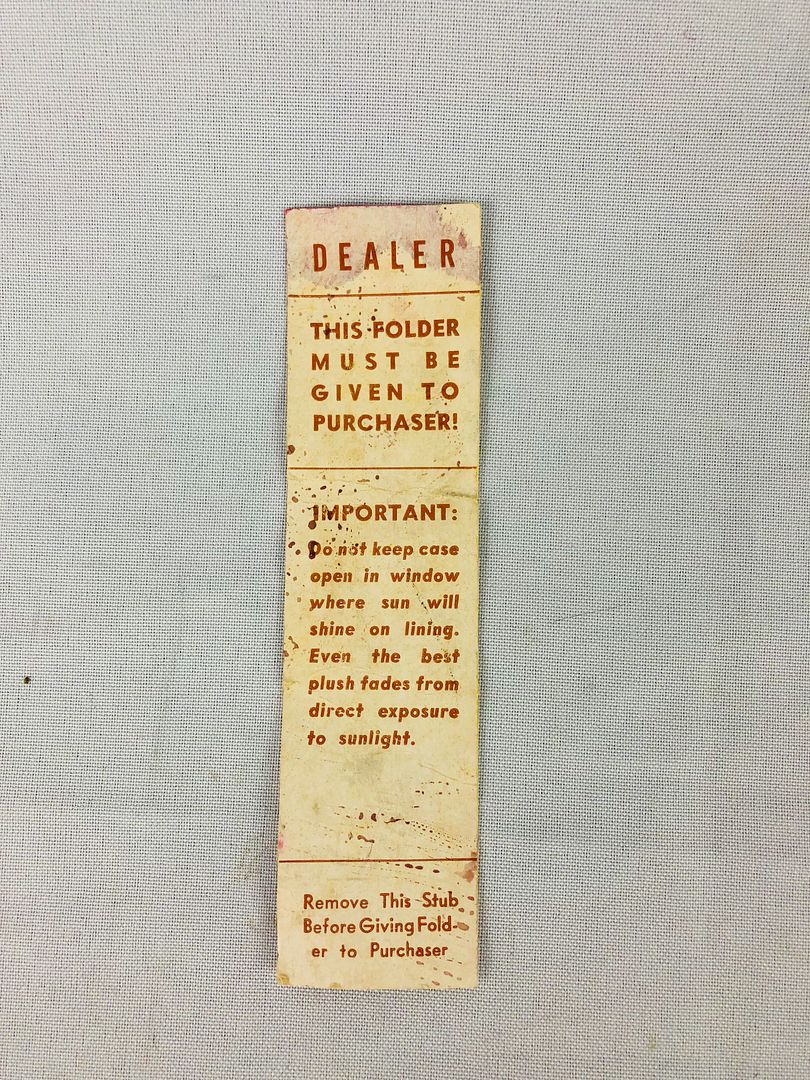 DEALER
THIS FOLDER
MUST BE
GIVEN TO
PURCHASER!
IMPORTANT:
Do not keep case
open in window
where sun will
shine on lining.
Even the best
plush fades from
direct exposure
to sunlight.
Remove This Stub
Before Giving Fold-
er to Purchaser